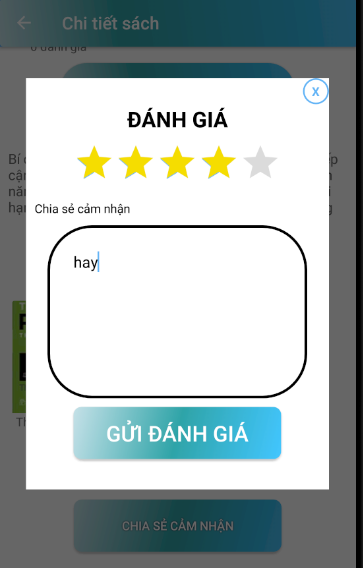 Chi tiết sách
0 đánh giá
X
ĐÁNH GIÁ
Chia sẻ cảm nhận
hay
GỬI ĐÁNH GIÁ
CHIA SẺ CẢM NHẬN